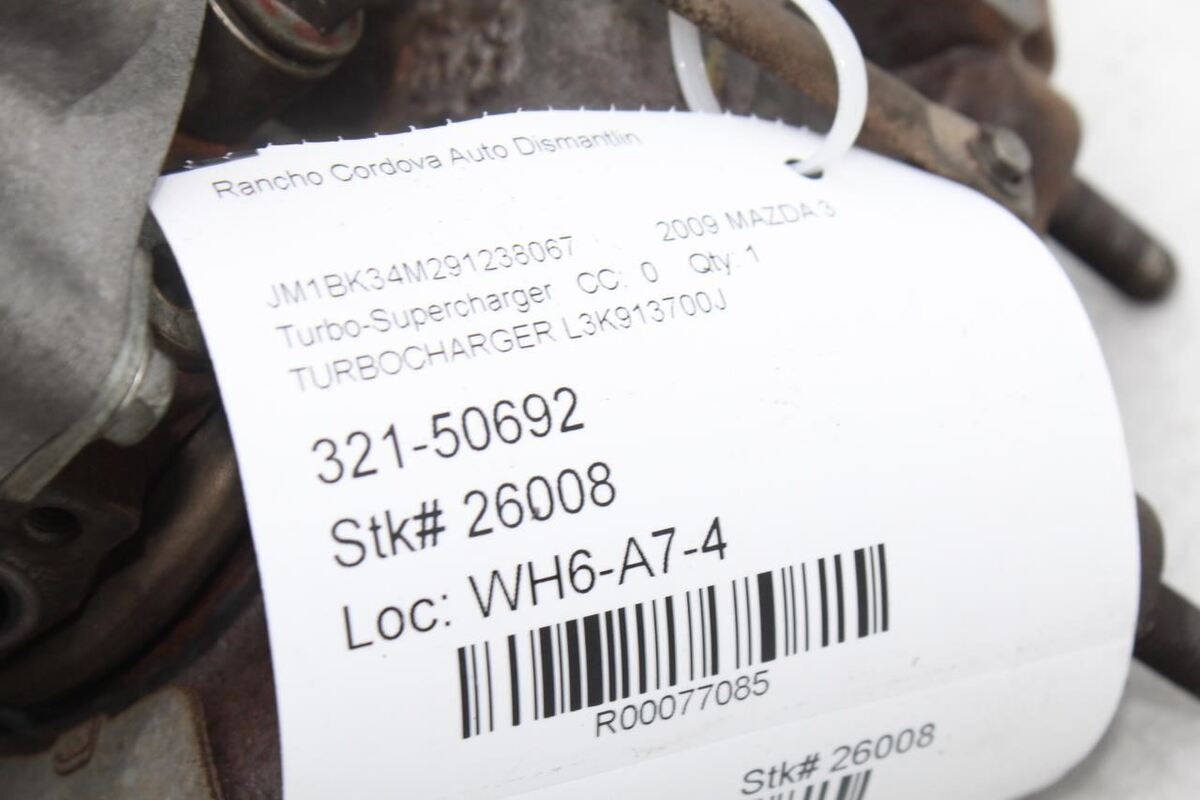 Rancho Cordova Auto Dismantlin
JM1BK34M291238067 2009 MAZDA 3
Turbo-Supercharger CC: 0 Qty: 1
TURBOCHARGER L3K913700J
321-50692
Stk# 26008
Loc: WH6-A7-4
R00077085
Stk# 26008